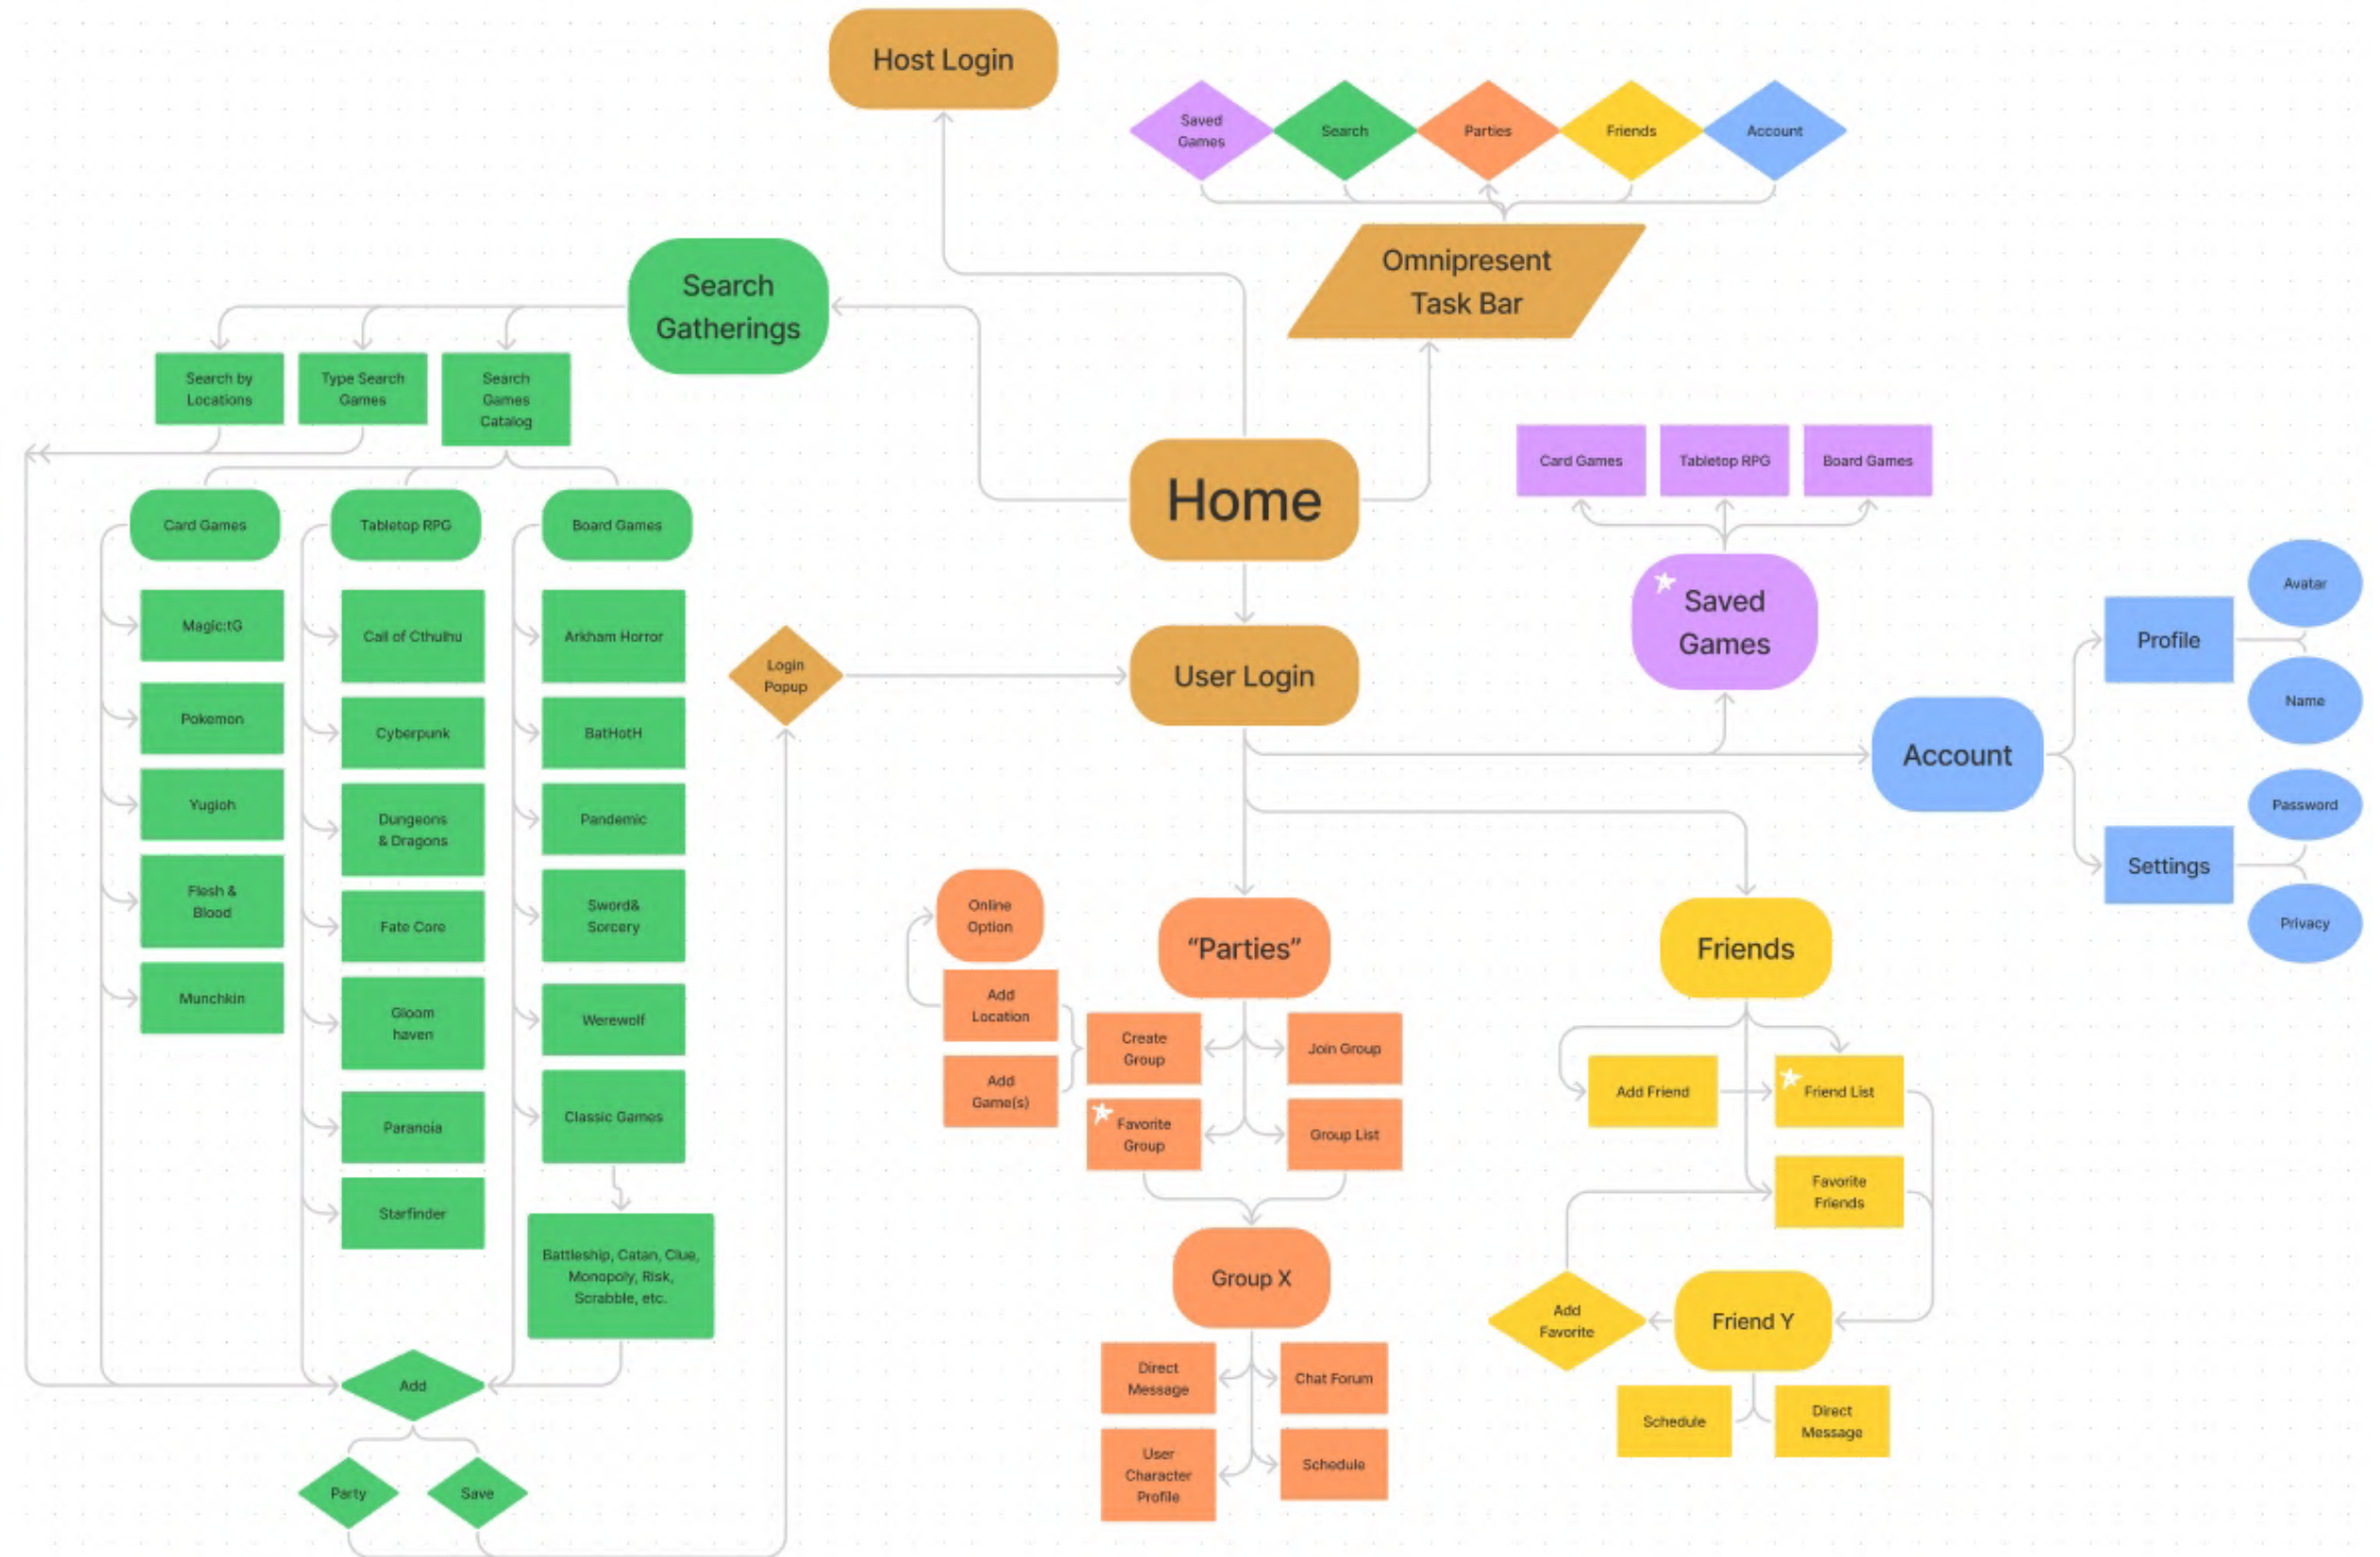 Host Login
Saved
Games
Search
Parties
Friends
Account
Omnipresent
Task Bar
Search
Gatherings
Search by
Locations
Type Search
Games
Search
Games
Catalog
Home
Card Games
Tabletop RPG
Board Games
Card Games
Tabletop RPG
Board Games
Saved
Games
User Login
Login
Popup
Magic:tG
Pokemon
Yugioh
Flesh &
Blood
Munchkin
Call of Cthulhu
Cyberpunk
Dungeons
& Dragons
Fate Core
Gloom
haven
Paranoia
Starfinder
Arkham Horror
BatHotH
Pandemic
Sword&
Sorcery
Werewolf
Classic Games
Battleship, Catan, Clue,
Monopoly, Risk,
Scrabble, etc.
Add
Party
Save
Account
Profile
Avatar
Name
Settings
Password
Privacy
“Parties”
Online
Option
Add
Location
Add
Game(s)
Create
Group
Join Group
Favorite
Group
Group List
Group X
Direct
Message
Chat Forum
User
Character
Profile
Schedule
Friends
Add Friend
Friend List
Favorite
Friends
Add
Favorite
Friend Y
Schedule
Direct
Message